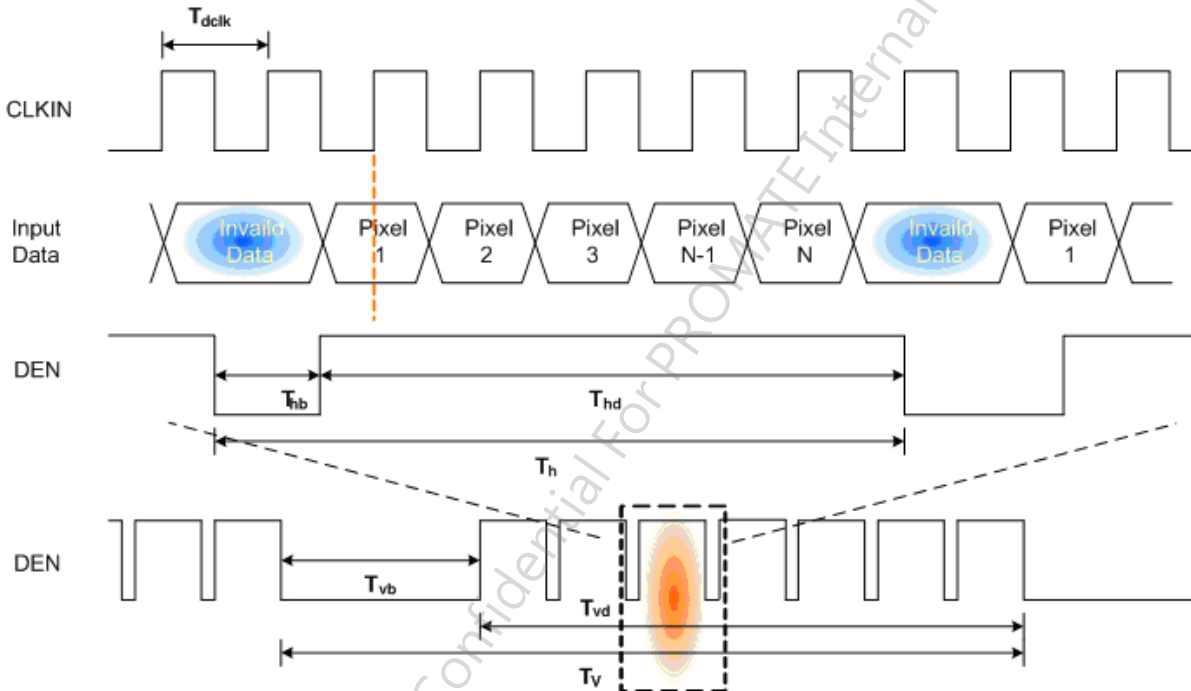 T dclk
CLKIN
Input
Data
Invaild
Data
Pixel
1
Pixel
2
Pixel
3
Pixel
N-1
Pixel
N
Invaild
Data
Pixel
1
DEN
Thb
Thd
Th
DEN
Tvb
Tvd
TV
Confidential For PROMATE Internal